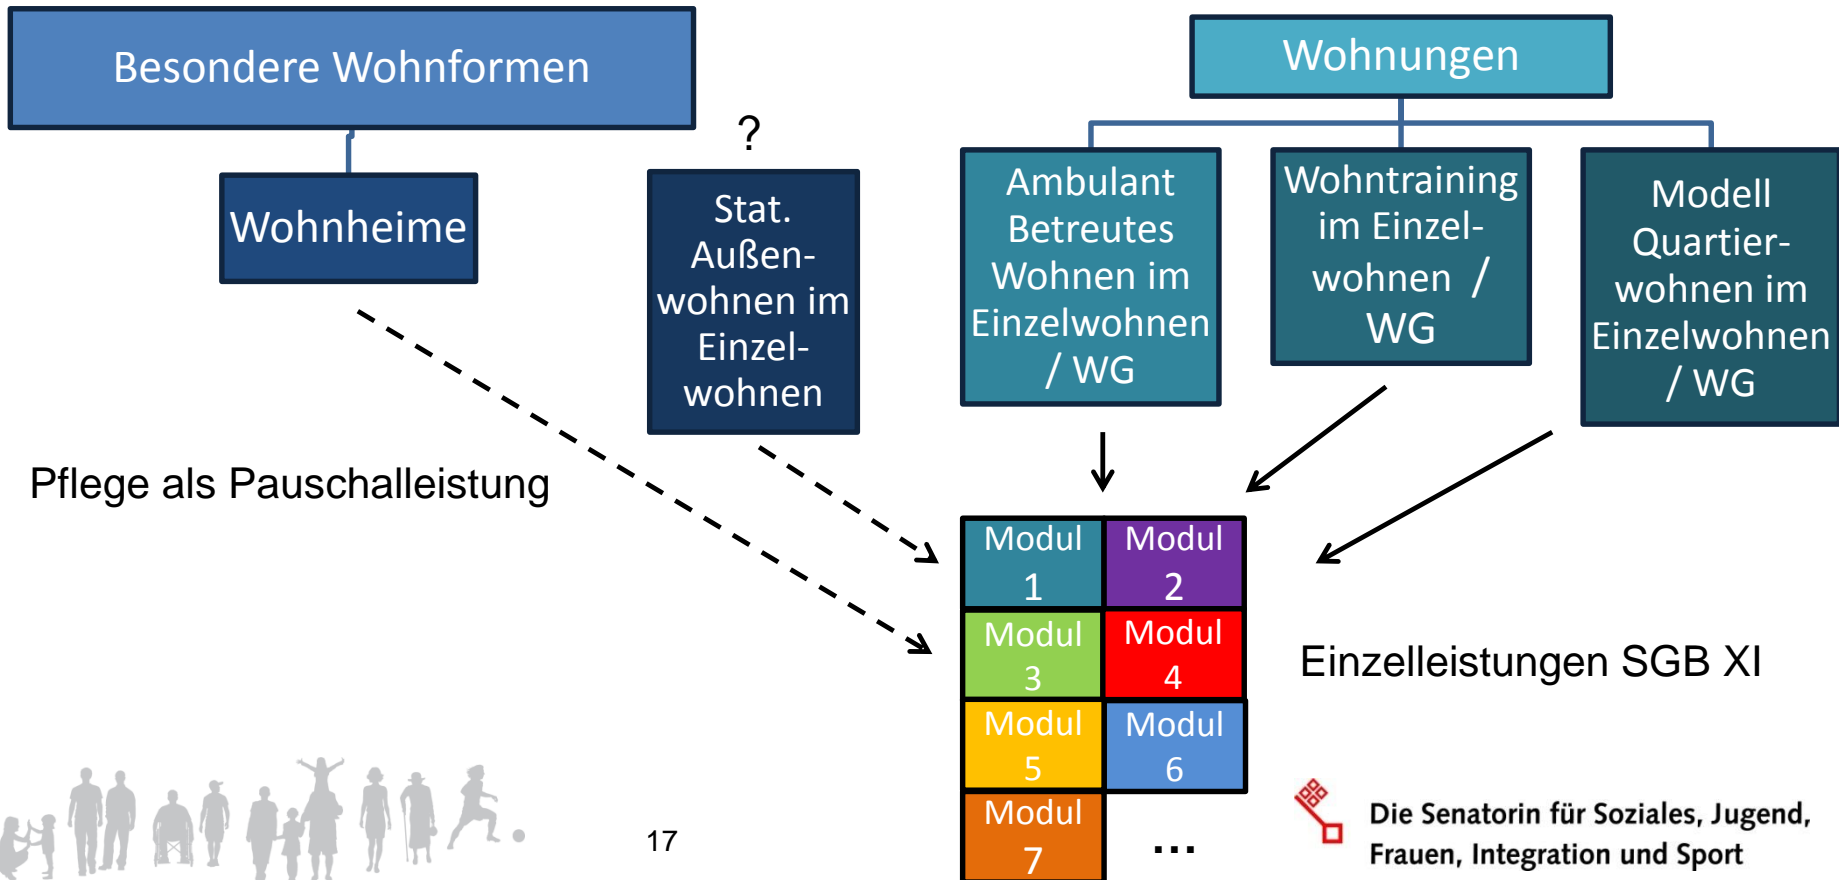 Besondere Wohnformen
Wohnungen
?
Wohnheime
Stat.
Außen-
wohnen im
Einzel-
wohnen
Ambulant
Betreutes
Wohnen im
Einzelwohnen
/ WG
Wohntraining
im Einzel-
wohnen /
WG
Modell
Quartier-
wohnen im
Einzelwohnen
/ WG
Pflege als Pauschalleistung
Modul
1
Modul
2
Modul
3
Modul
4
Modul
5
Modul
6
Modul
7
...
Einzelleistungen SGB XI
17
Die Senatorin für Soziales, Jugend,
Frauen, Integration und Sport